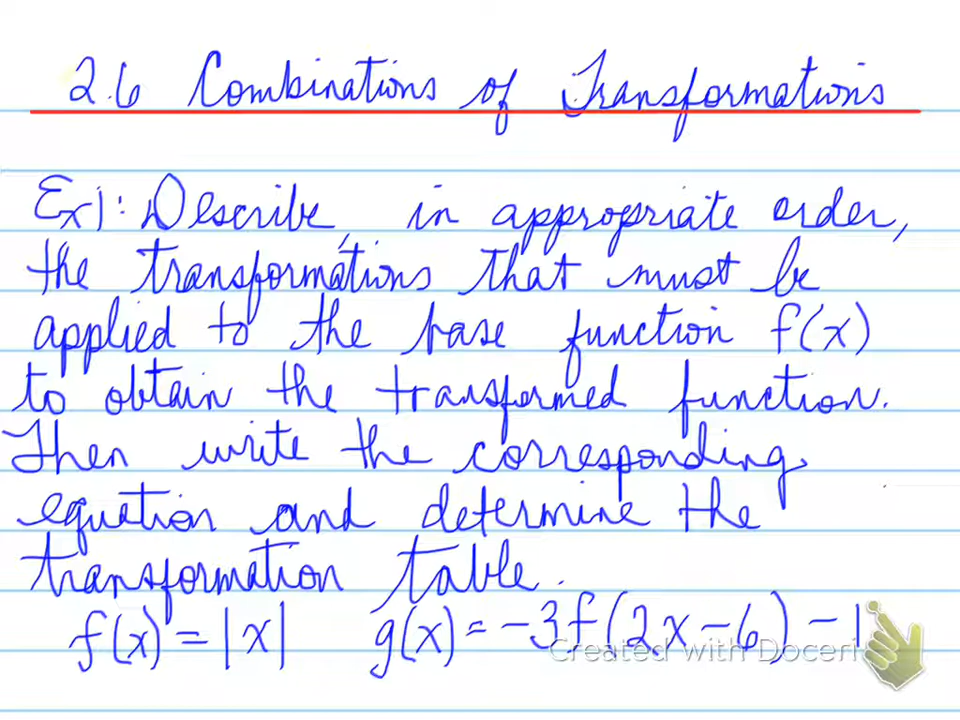 2.6 Combinations of Transformations
Ex1: Describe, in appropriate order,
the transformations that must be
applied to the base function f(x)
to obtain the transformed function.
Then write the corresponding
equation and determine the
transformation table.
f(x) = |x| g(x) = -3f(2x-6)-1
Created with Doceri